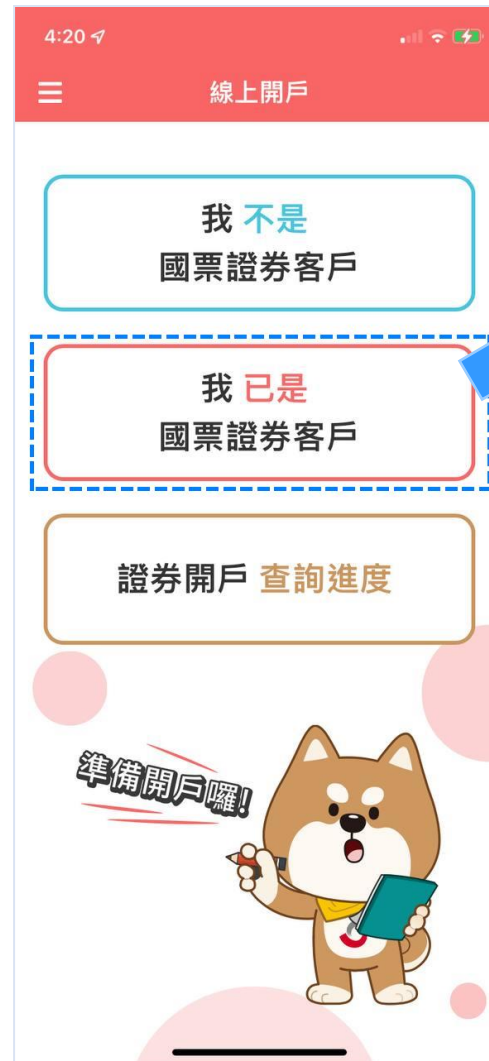 4:20
線上開戶
我 不是
國票證券客戶
我 已是
國票證券客戶
證券開戶 查詢進度
準備開戶囉!